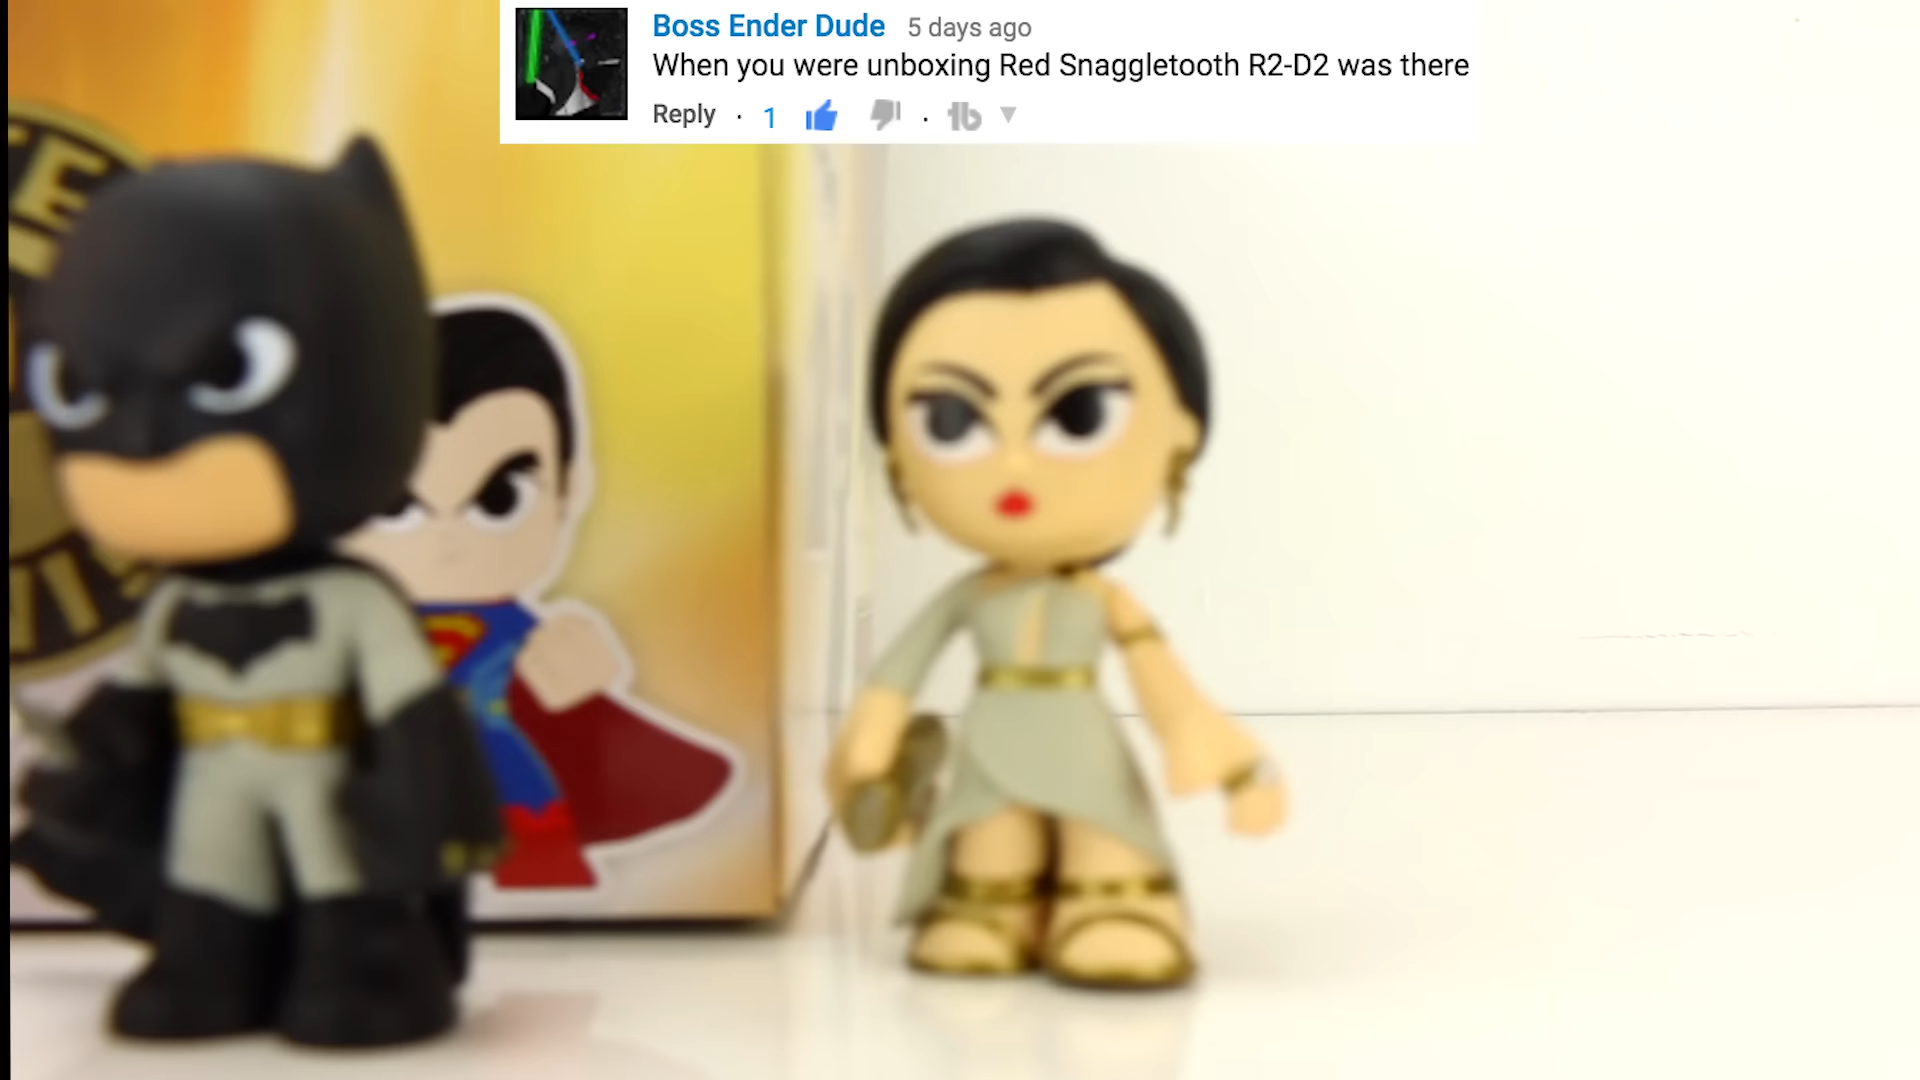 Boss Ender Dude 5 days ago
When you were unboxing Red Snaggletooth R2-D2 was there
Reply · 1